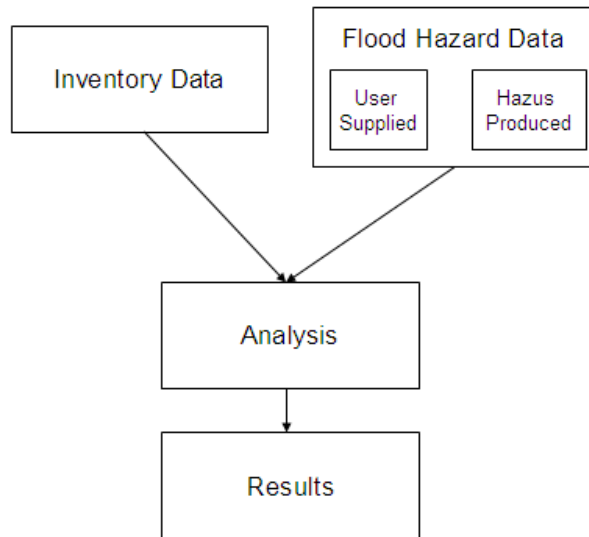 Inventory Data
Flood Hazard Data
User
Supplied
Hazus
Produced
Analysis
Results